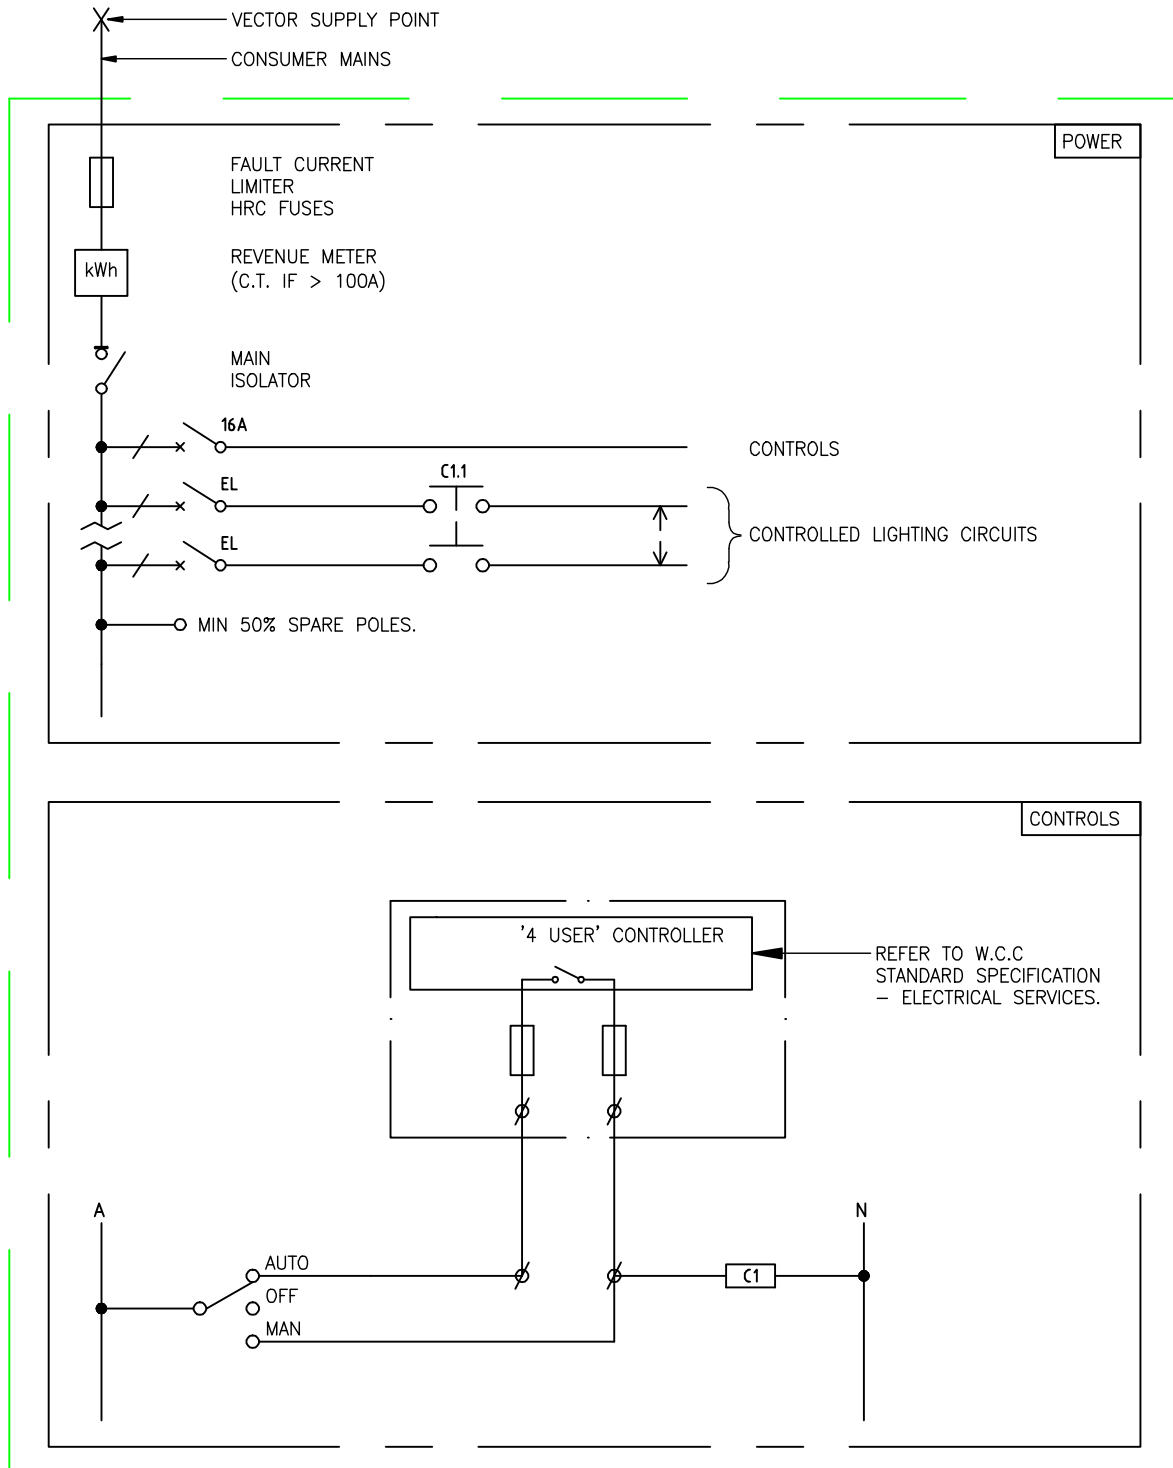 VECTOR SUPPLY POINT
CONSUMER MAINS
POWER
FAULT CURRENT
LIMITER
HRC FUSES
kWh
REVENUE METER
(C.T. IF > 100A)
MAIN
ISOLATOR
16A
CONTROLS
EL
C1.1
CONTROLLED LIGHTING CIRCUITS
EL
MIN 50% SPARE POLES.
CONTROLS
'4 USER' CONTROLLER
REFER TO W.C.C
STANDARD SPECIFICATION
– ELECTRICAL SERVICES.
A
N
AUTO
C1
OFF
MAN